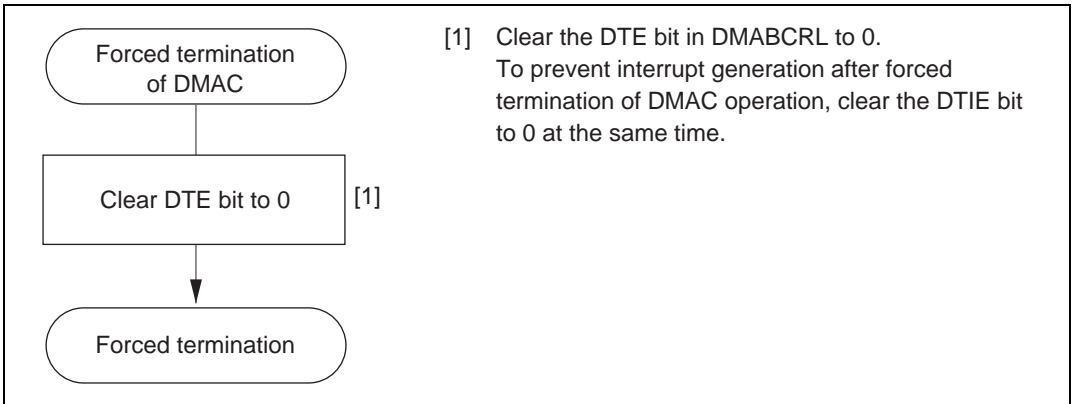 Forced termination
of DMAC
[1] Clear the DTE bit in DMABCRL to 0.
To prevent interrupt generation after forced
termination of DMAC operation, clear the DTIE bit
to 0 at the same time.
Clear DTE bit to 0
[1]
Forced termination